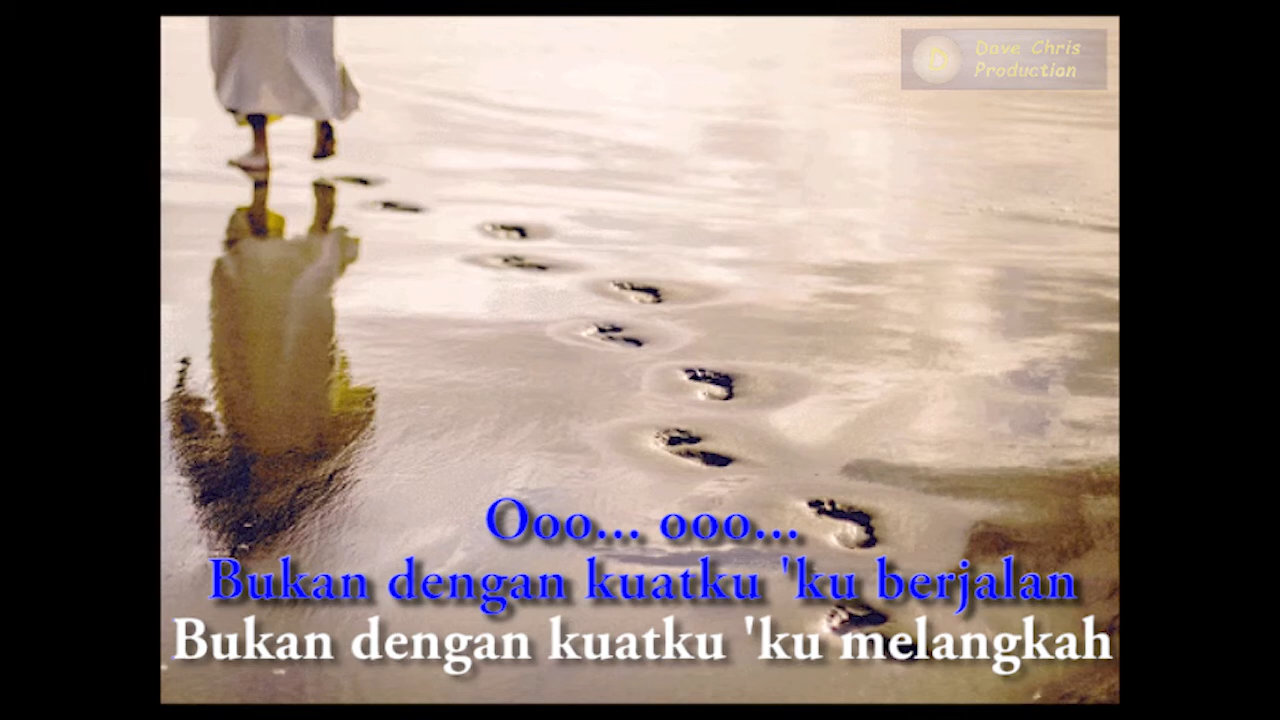 Dave Chris
Production
Ooo... ooo...
Bukan dengan kuatku 'ku berjalan
Bukan dengan kuatku 'ku melangkah